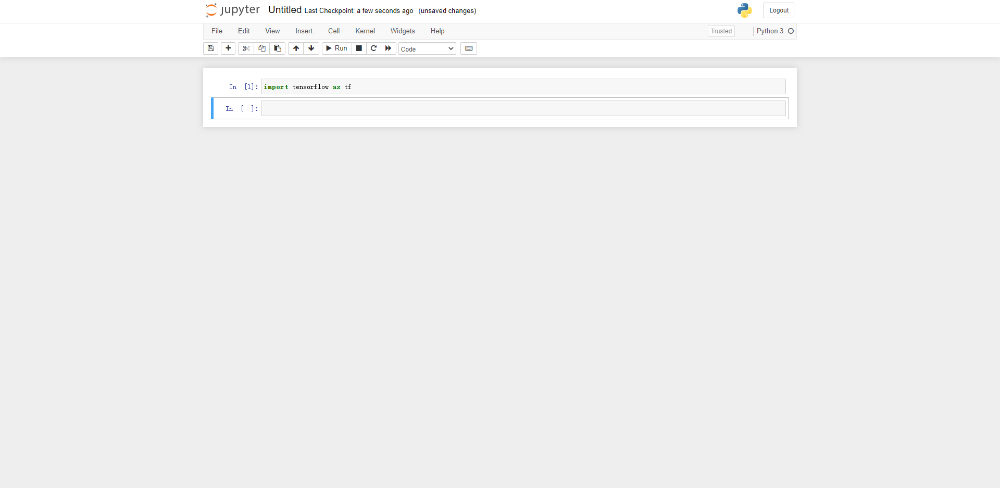 jupyter Untitled Last Checkpoint: a few seconds ago (unsaved changes) Logout
File Edit View Insert Cell Kernel Widgets Help Trusted Python 3
Run Code
In [1]: import tensorflow as tf
In [ ]: